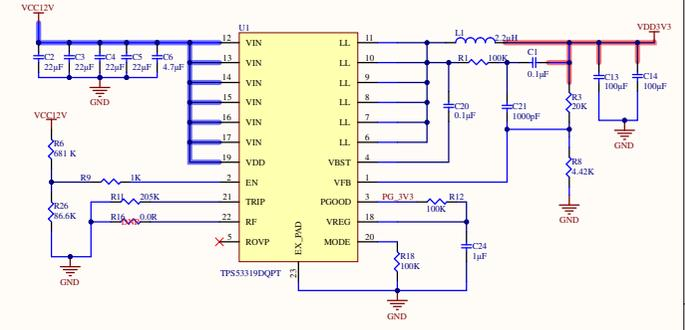 VCC12V
U1
VDD3V3
C2
22µF
C3
22µF
C4
22µF
C5
22µF
C6
4.7µF
GND
12 VIN
13 VIN
14 VIN
15 VIN
16 VIN
17 VIN
19 VDD
2 EN
21 TRIP
22 RF
5 ROVP
LL 11
LL 10
LL 9
LL 8
LL 7
LL 6
VBST 4
VFB 1
PGOOD 3
VREG 18
MODE 20
EX_PAD
23
TPS53319DQPT
L1 2.2µH
R1 100K
C1
0.1µF
C20
0.1µF
C21
1000pF
R3
20K
R8
4.42K
GND
C13
100µF
C14
100µF
GND
VCC12V
R6
681 K
R9 1K
R26
86.6K
R11 205K
R16 0.0R
GND
PG_3V3
R12
100K
C24
1µF
R18
100K
GND